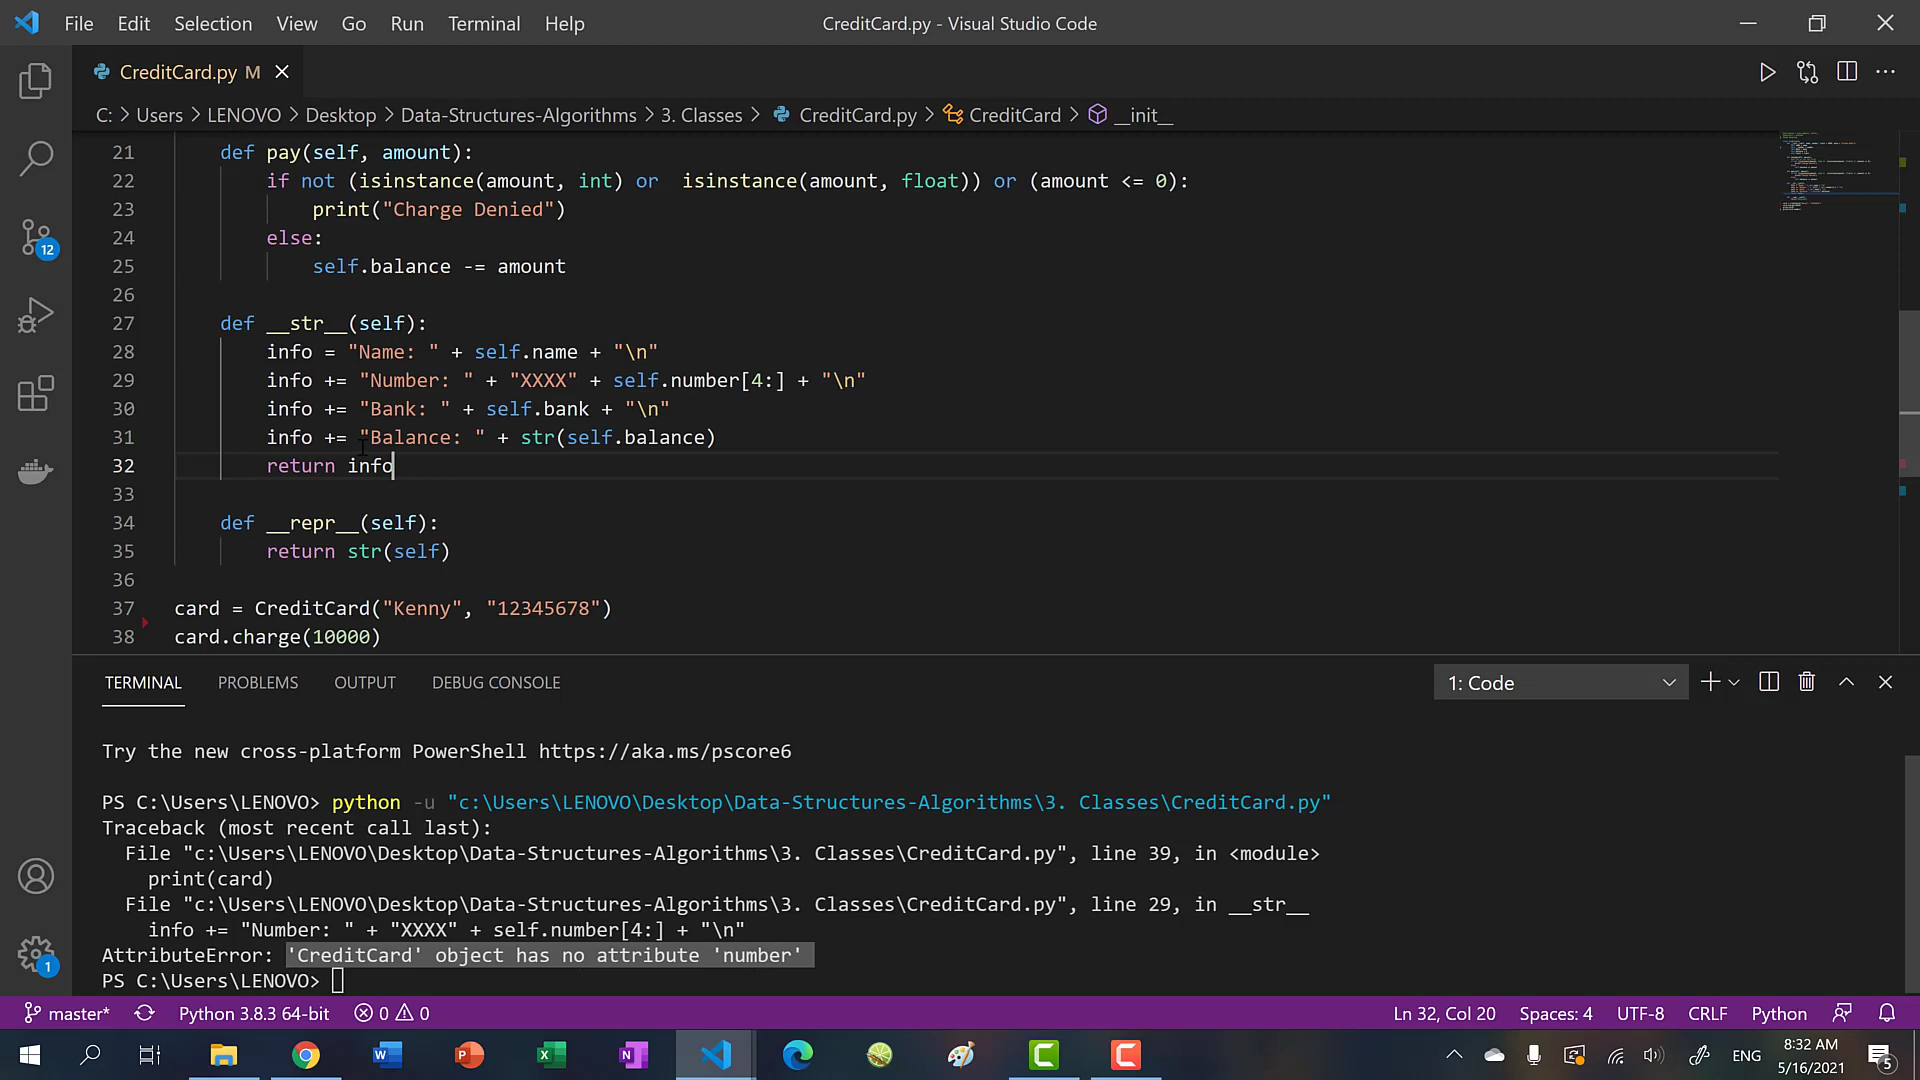 File Edit Selection View Go Run Terminal Help CreditCard.py - Visual Studio Code
CreditCard.py M
C: > Users > LENOVO > Desktop > Data-Structures-Algorithms > 3. Classes > CreditCard.py > CreditCard > __init__
21 def pay(self, amount):
22 if not (isinstance(amount, int) or  isinstance(amount, float)) or (amount <= 0):
23 print("Charge Denied")
24 else:
25 self.balance -= amount
26
27 def __str__(self):
28 info = "Name: " + self.name + "\n"
29 info += "Number: " + "XXXX" + self.number[4:] + "\n"
30 info += "Bank: " + self.bank + "\n"
31 info += "Balance: " + str(self.balance)
32 return info
33
34 def __repr__(self):
35 return str(self)
36
37 card = CreditCard("Kenny", "12345678")
38 card.charge(10000)
12
TERMINAL PROBLEMS OUTPUT DEBUG CONSOLE 1: Code
Try the new cross-platform PowerShell https://aka.ms/pscore6
PS C:\Users\LENOVO> python -u "c:\Users\LENOVO\Desktop\Data-Structures-Algorithms\3. Classes\CreditCard.py"
Traceback (most recent call last):
File "c:\Users\LENOVO\Desktop\Data-Structures-Algorithms\3. Classes\CreditCard.py", line 39, in <module>
print(card)
File "c:\Users\LENOVO\Desktop\Data-Structures-Algorithms\3. Classes\CreditCard.py", line 29, in __str__
info += "Number: " + "XXXX" + self.number[4:] + "\n"
AttributeError: 'CreditCard' object has no attribute 'number'
PS C:\Users\LENOVO>
1
master* Python 3.8.3 64-bit 0 0 Ln 32, Col 20 Spaces: 4 UTF-8 CRLF Python
ENG 8:32 AM
5/16/2021 5